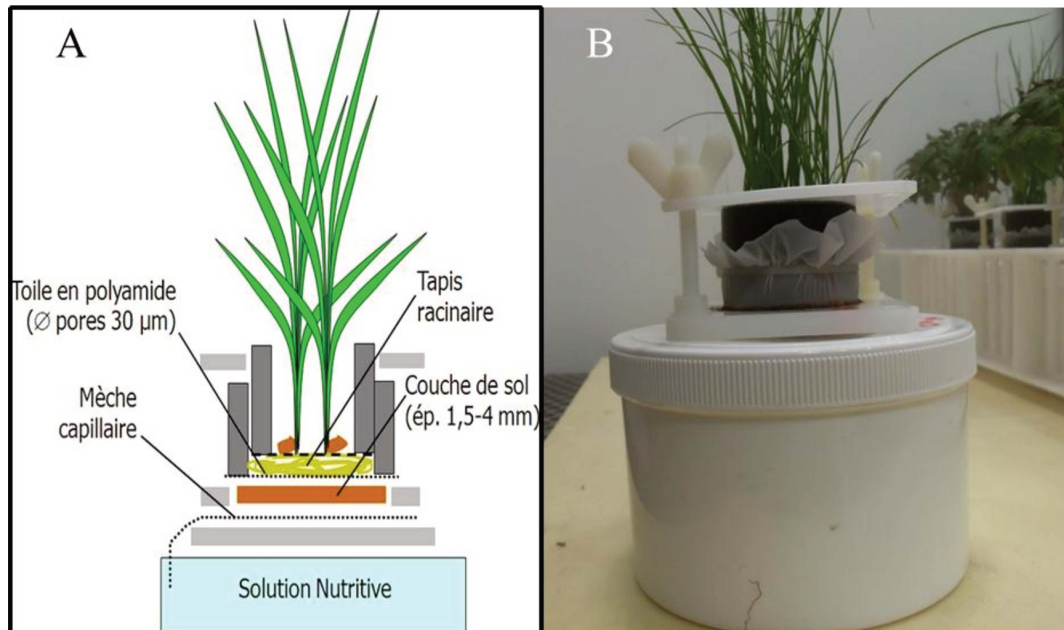 A
B
Toile en polyamide
(∅ pores 30 µm)
Tapis
racinaire
Mèche
capillaire
Couche de sol
(ép. 1,5-4 mm)
Solution Nutritive